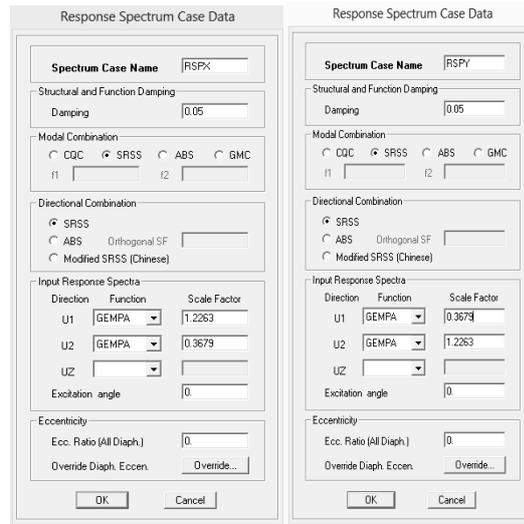 Response Spectrum Case Data
Spectrum Case Name RSPX
Structural and Function Damping
Damping 0.05
Modal Combination
CQC SRSS ABS GMC
f1 f2
Directional Combination
SRSS
ABS Orthogonal SF
Modified SRSS (Chinese)
Input Response Spectra
Direction Function Scale Factor
U1 GEMPA 1.2263
U2 GEMPA 0.3679
UZ
Excitation angle 0.
Eccentricity
Ecc. Ratio (All Diaph.) 0.
Override Diaph. Eccen. Override...
OK Cancel
Response Spectrum Case Data
Spectrum Case Name RSPY
Structural and Function Damping
Damping 0.05
Modal Combination
CQC SRSS ABS GMC
f1 f2
Directional Combination
SRSS
ABS Orthogonal SF
Modified SRSS (Chinese)
Input Response Spectra
Direction Function Scale Factor
U1 GEMPA 0.3679
U2 GEMPA 1.2263
UZ
Excitation angle 0.
Eccentricity
Ecc. Ratio (All Diaph.) 0.
Override Diaph. Eccen. Override...
OK Cancel